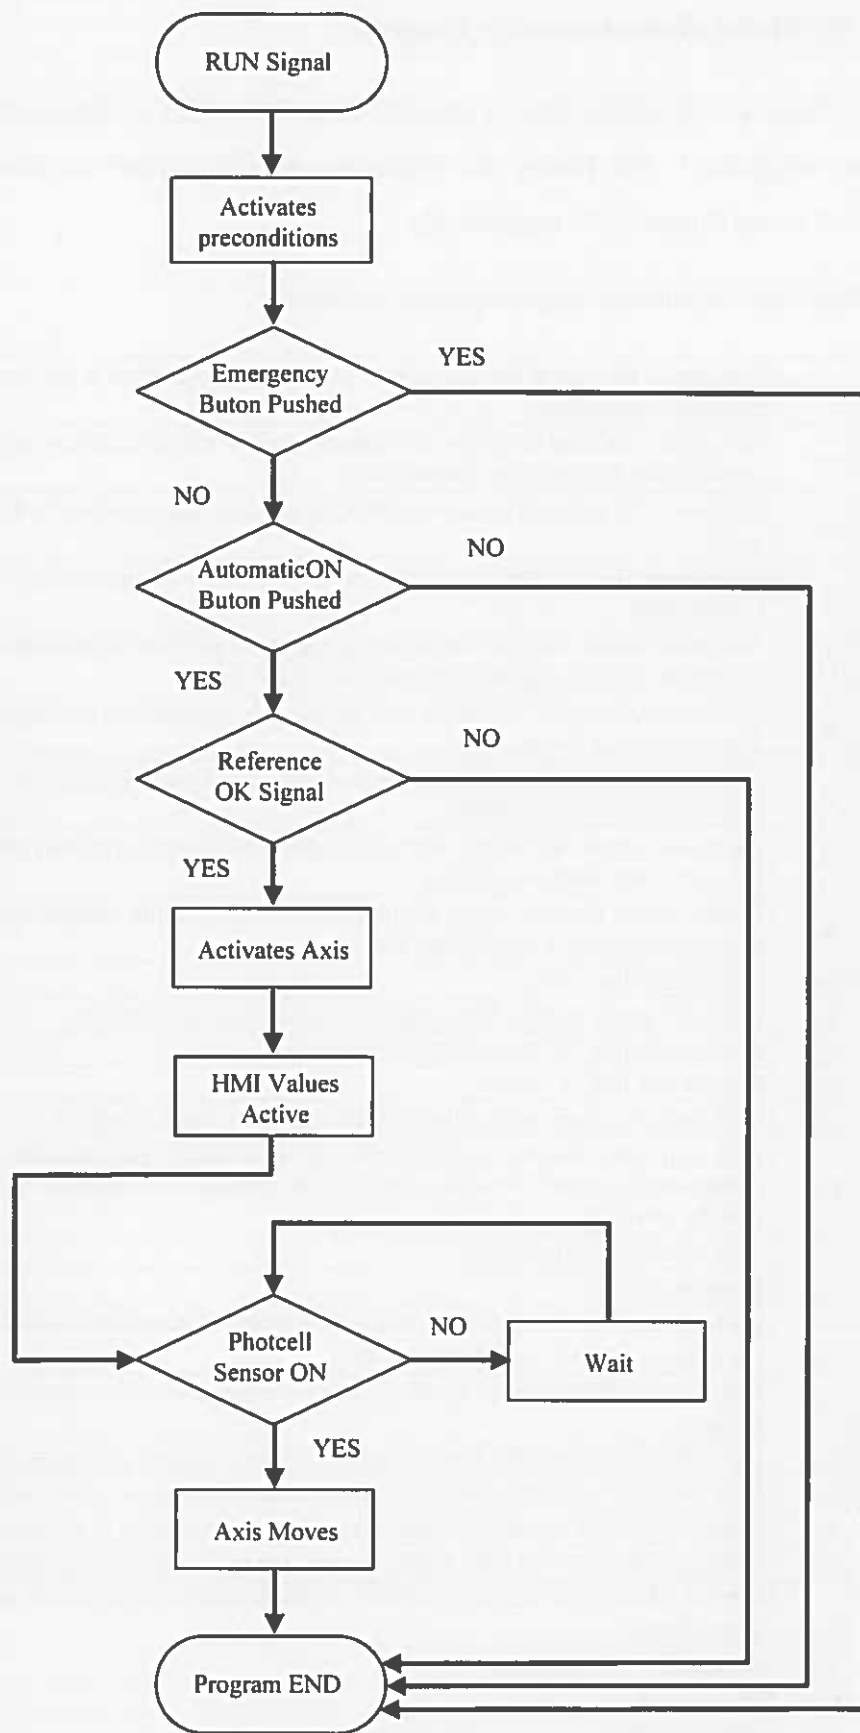 RUN Signal
Activates
preconditions
YES
Emergency
Buton Pushed
NO
NO
AutomaticON
Buton Pushed
YES
NO
Reference
OK Signal
YES
Activates Axis
HMI Values
Active
NO
Photcell
Sensor ON
Wait
YES
Axis Moves
Program END